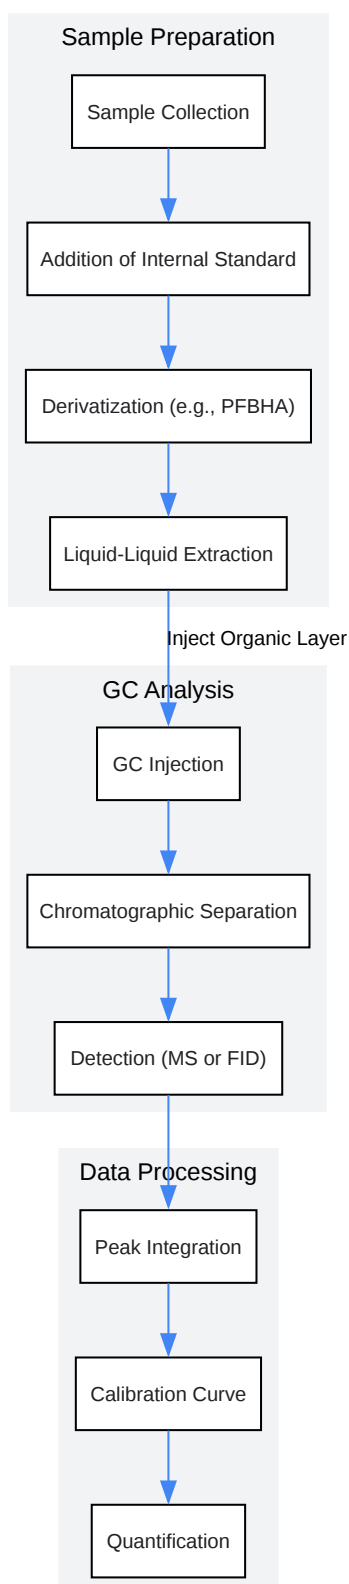 Sample Preparation
Sample Collection
Addition of Internal Standard
Derivatization (e.g., PFBHA)
Liquid-Liquid Extraction
Inject Organic Layer
GC Analysis
GC Injection
Chromatographic Separation
Detection (MS or FID)
Data Processing
Peak Integration
Calibration Curve
Quantification